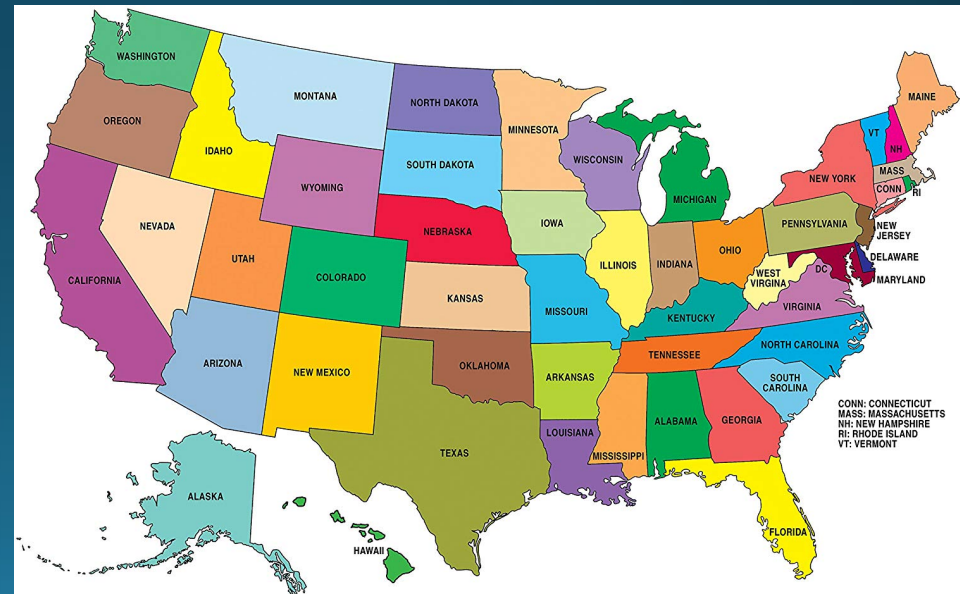 WASHINGTON
OREGON
CALIFORNIA
NEVADA
IDAHO
MONTANA
WYOMING
UTAH
ARIZONA
COLORADO
NEW MEXICO
NORTH DAKOTA
SOUTH DAKOTA
NEBRASKA
KANSAS
OKLAHOMA
TEXAS
MINNESOTA
IOWA
MISSOURI
ARKANSAS
LOUISIANA
WISCONSIN
ILLINOIS
MICHIGAN
INDIANA
OHIO
KENTUCKY
TENNESSEE
MISSISSIPPI
ALABAMA
GEORGIA
FLORIDA
SOUTH
CAROLINA
NORTH CAROLINA
VIRGINIA
WEST
VIRGINA
DC
PENNSYLVANIA
NEW YORK
VT
NH
MAINE
MASS
CONN
RI
NEW
JERSEY
DELAWARE
MARYLAND
ALASKA
HAWAII
CONN: CONNECTICUT
MASS: MASSACHUSETTS
NH: NEW HAMPSHIRE
RI: RHODE ISLAND
VT: VERMONT